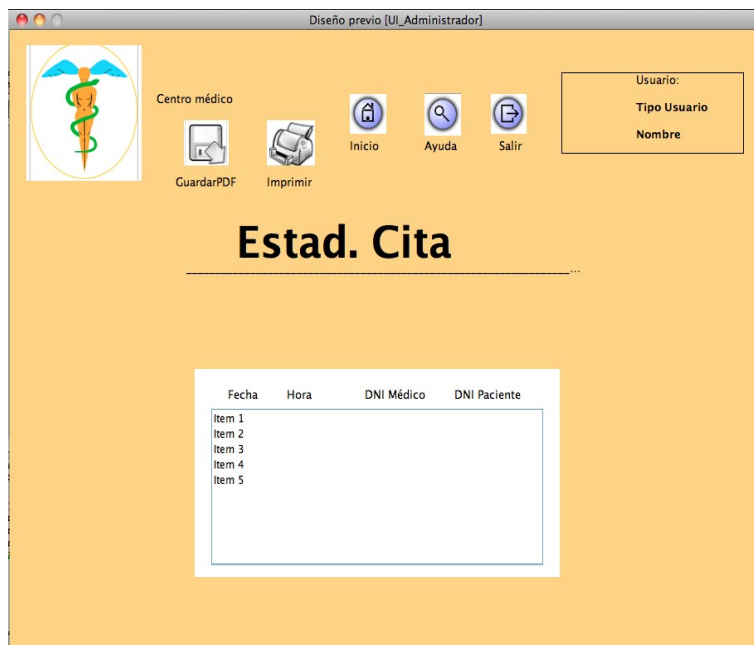 Diseño previo [UI_Administrador]
Centro médico
GuardarPDF
Imprimir
Inicio
Ayuda
Salir
Usuario:
Tipo Usuario
Nombre
Estad. Cita
Fecha Hora DNI Médico DNI Paciente
Item 1
Item 2
Item 3
Item 4
Item 5